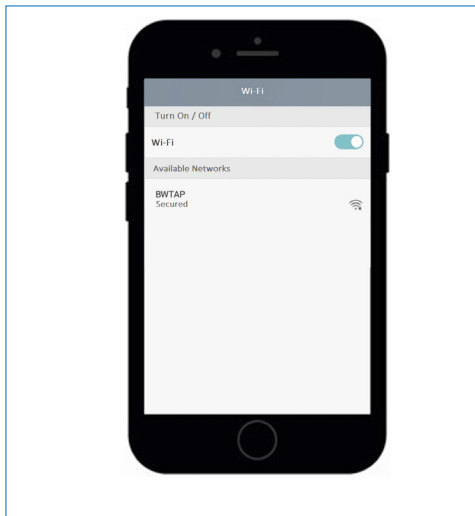 Wi-Fi
Turn On / Off
Wi-Fi
Available Networks
BWTAP
Secured